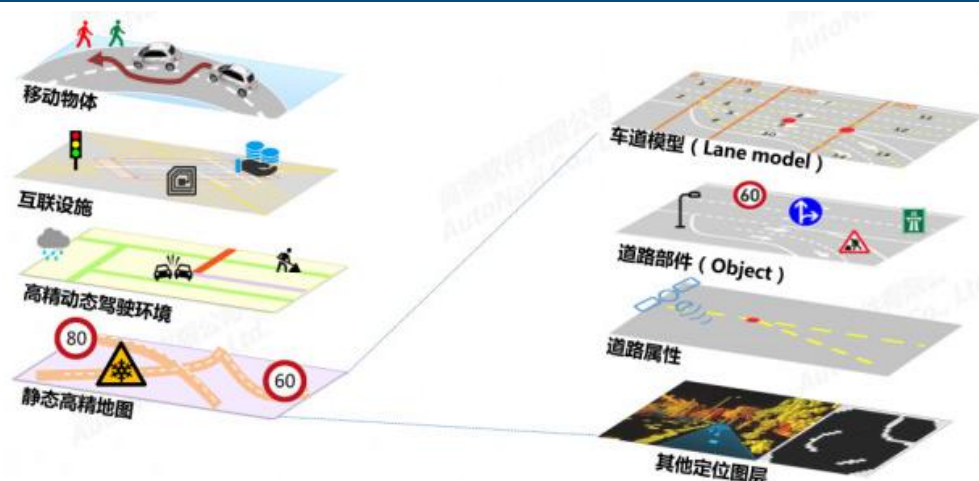 移动物体
互联设施
高精动态驾驶环境
80
60
静态高精地图
车道模型（Lane model）
60
道路部件（Object）
道路属性
其他定位图层